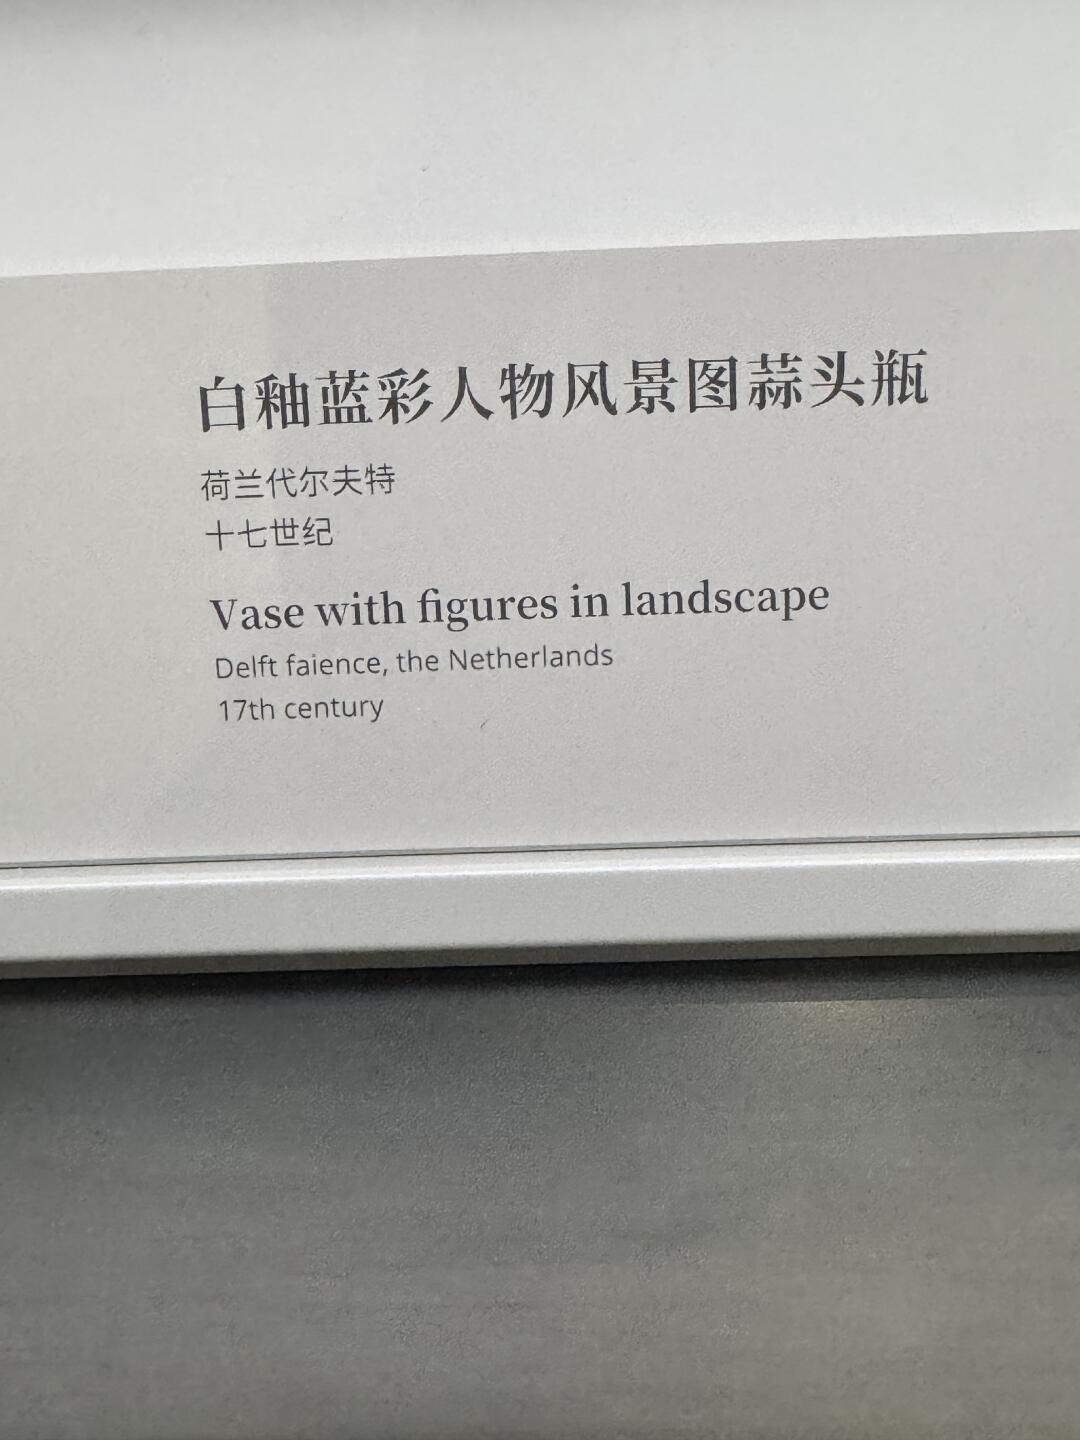 白釉蓝彩人物风景图蒜头瓶
荷兰代尔夫特
十七世纪
Vase with figures in landscape
Delft faience, the Netherlands
17th century